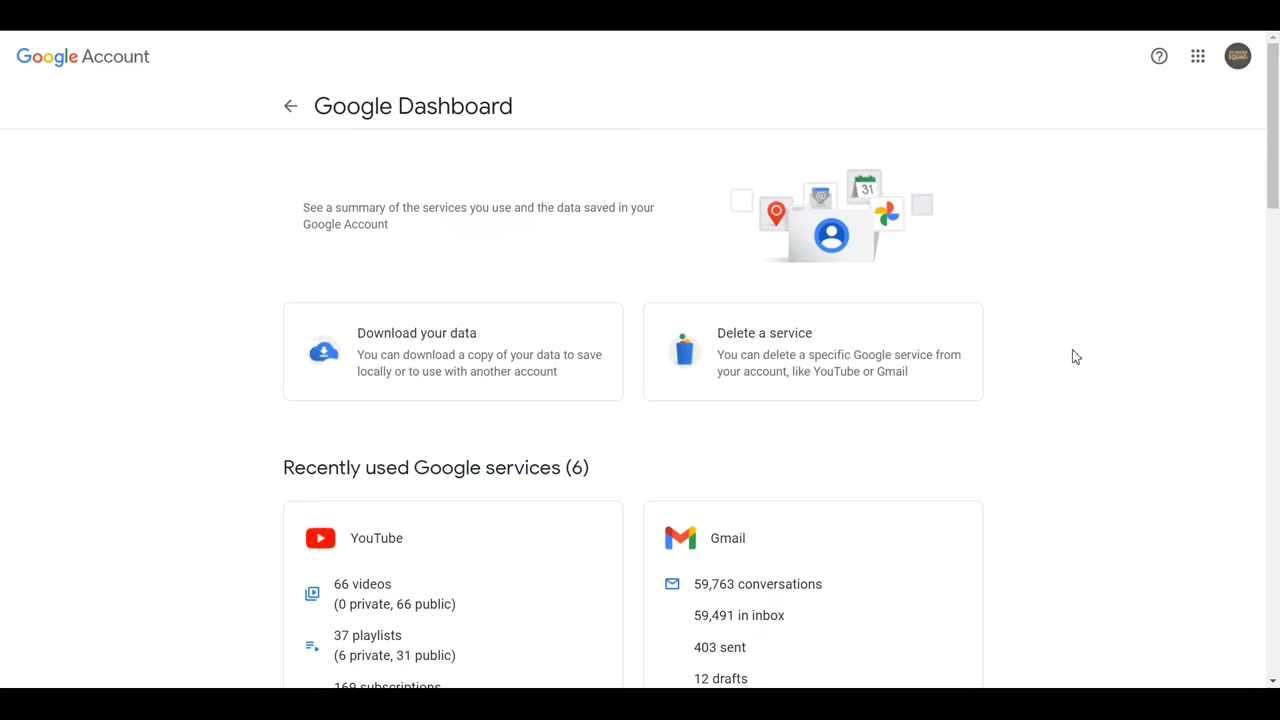 Google Account
Google Dashboard
See a summary of the services you use and the data saved in your
Google Account
31
Download your data
You can download a copy of your data to save
locally or to use with another account
Delete a service
You can delete a specific Google service from
your account, like YouTube or Gmail
Recently used Google services (6)
YouTube
66 videos
(0 private, 66 public)
37 playlists
(6 private, 31 public)
169 subscriptions
Gmail
59,763 conversations
59,491 in inbox
403 sent
12 drafts